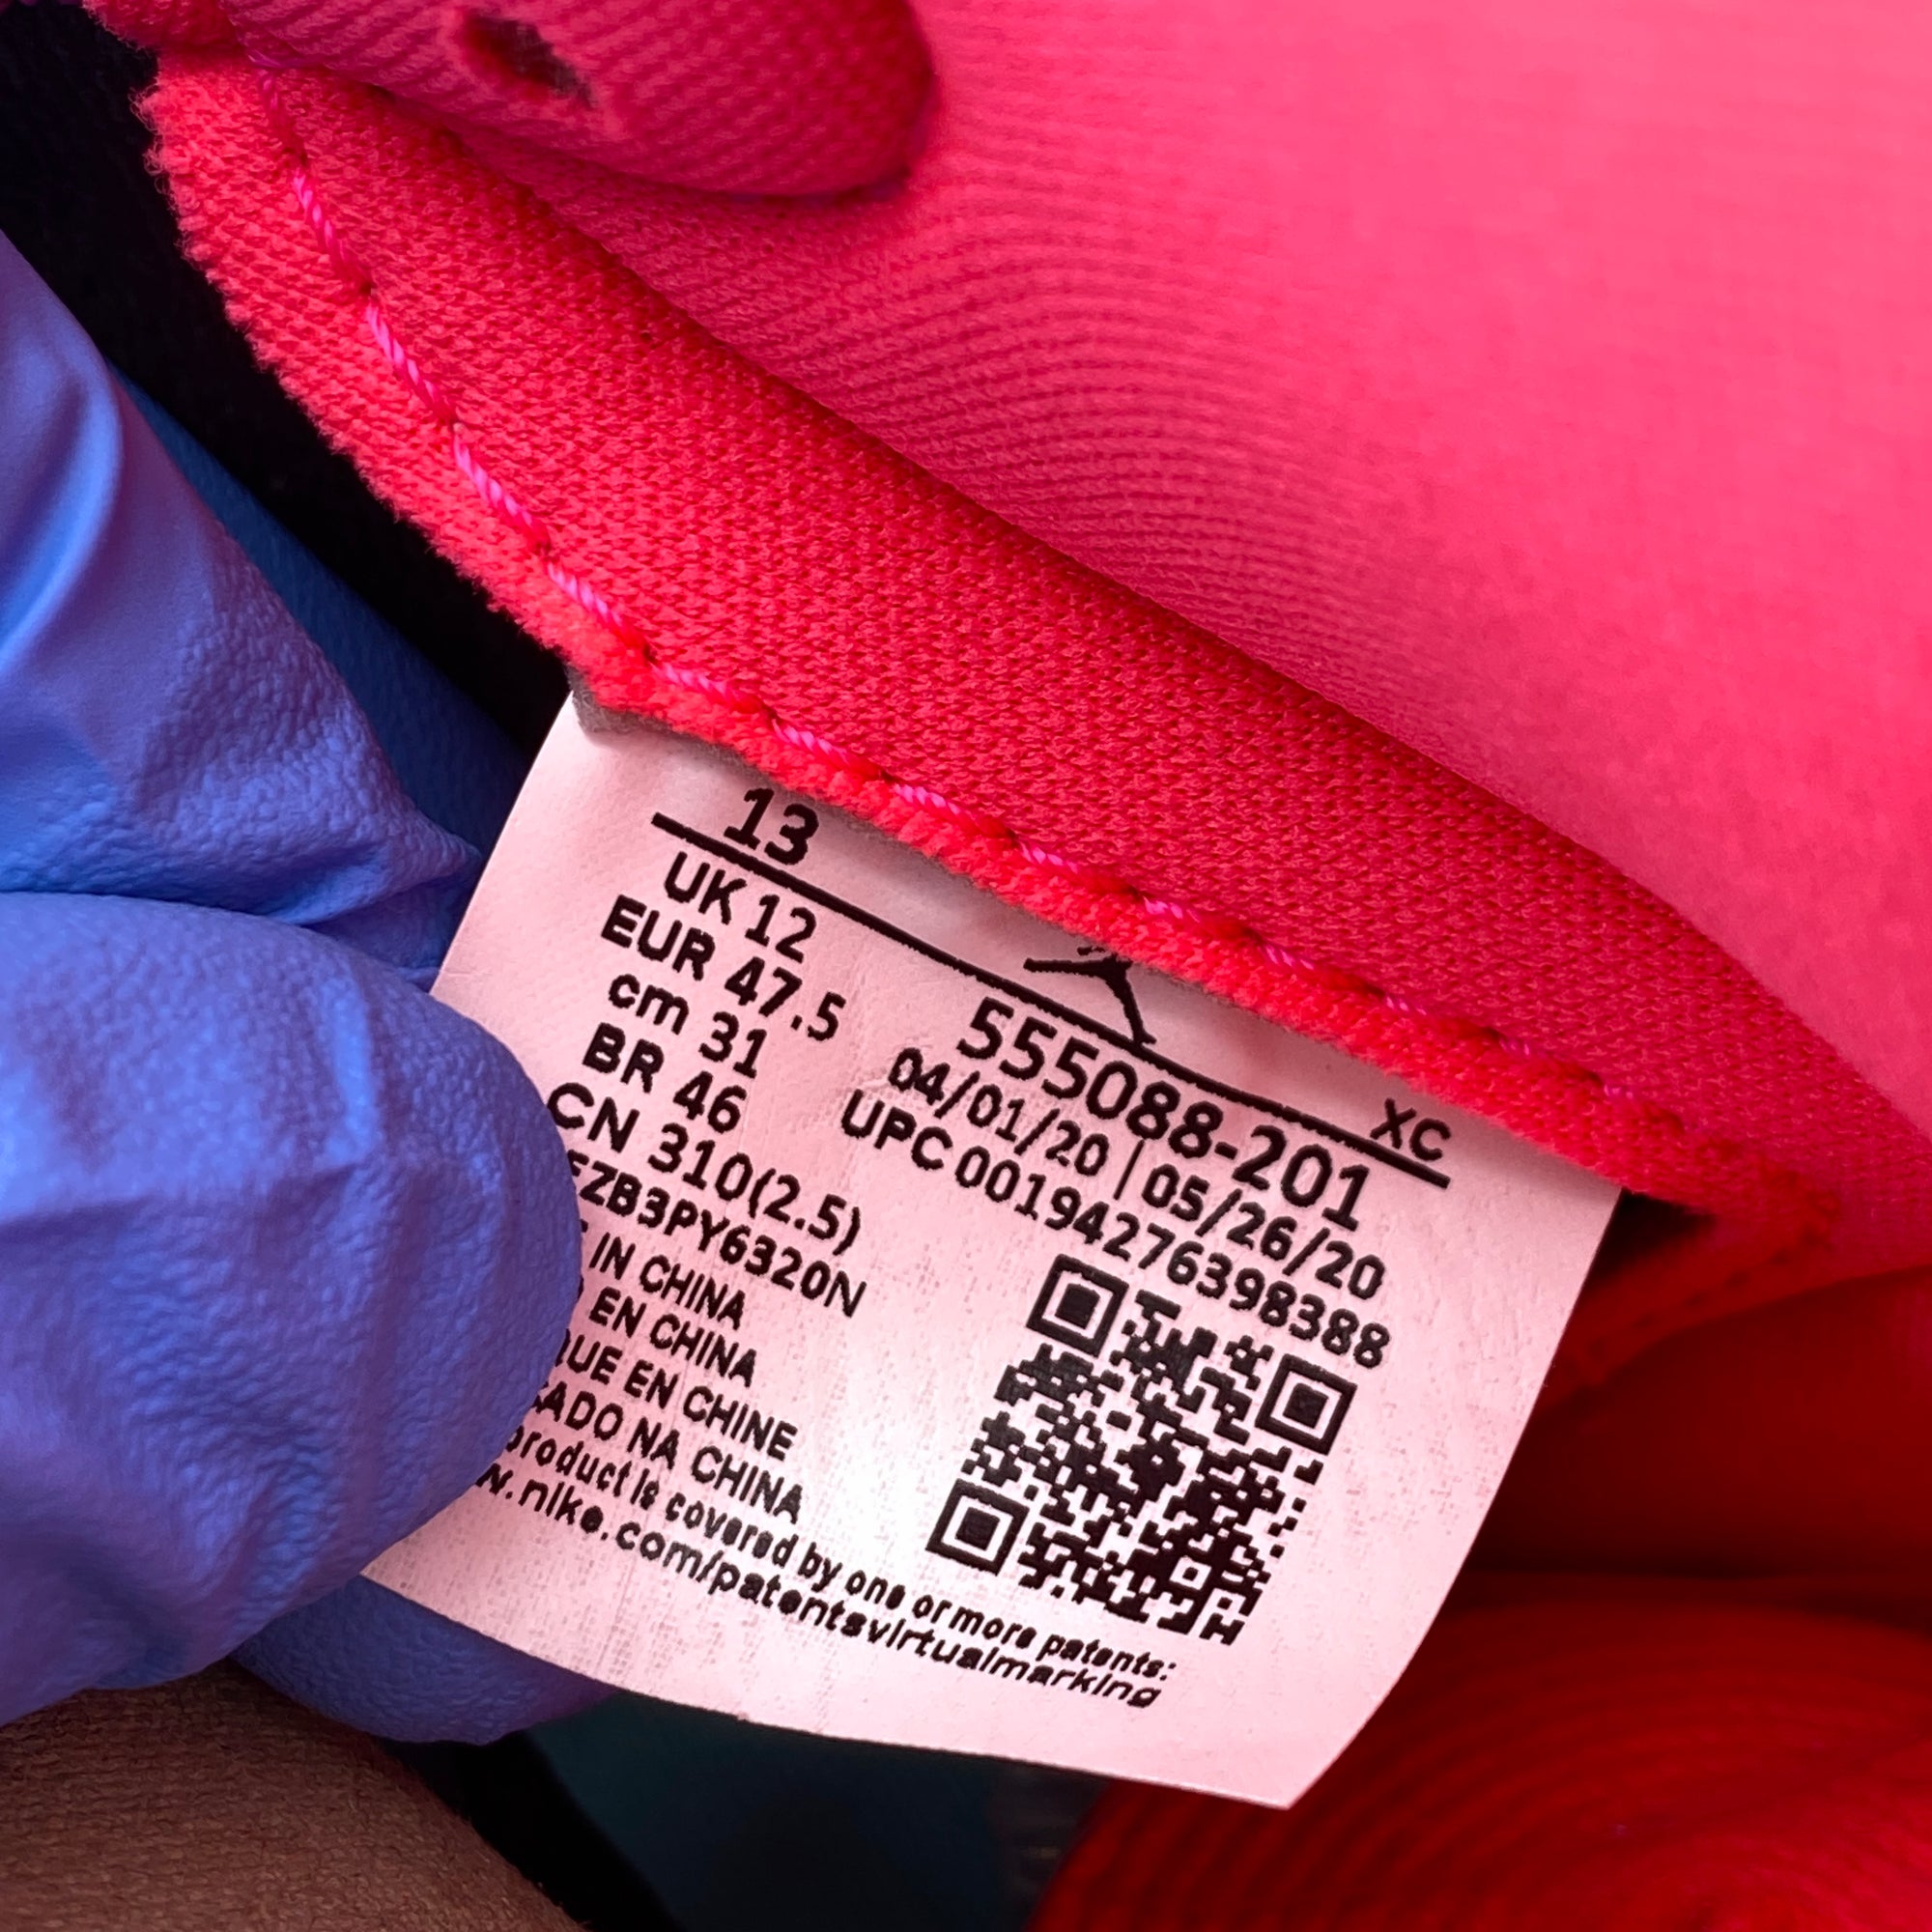 13
XC
UK 12
EUR 47.5
cm 31
BR 46
CN 310(2.5)
555088-201
04/01/20 | 05/26/20
UPC 00194276398388
ZB3PY6320N
IN CHINA
EN CHINA
UE EN CHINE
ADO NA CHINA
product is covered by one or more patents:
w.nike.com/patentsvirtualmarking